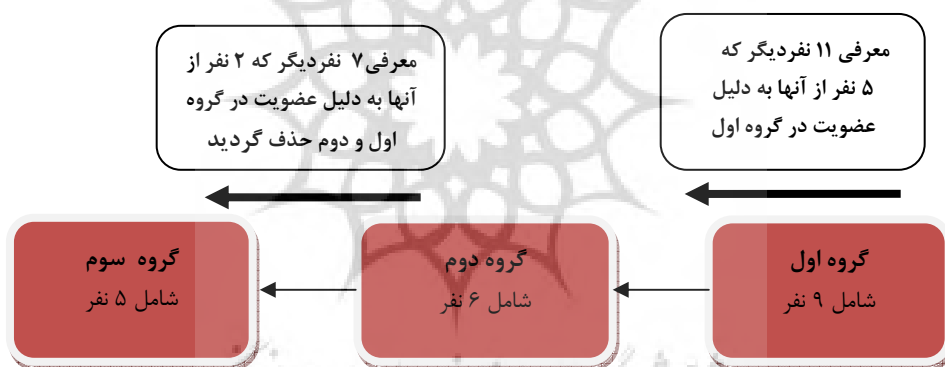 معرفی ۱۱ نفردیگر که
۵ نفر از آنها به دلیل
عضویت در گروه اول
معرفی۷ نفردیگر که ۲ نفر از
آنها به دلیل عضویت در گروه
اول و دوم حذف گردید
گروه اول
شامل ۹ نفر
گروه دوم
شامل ۶ نفر
گروه سوم
شامل ۵ نفر